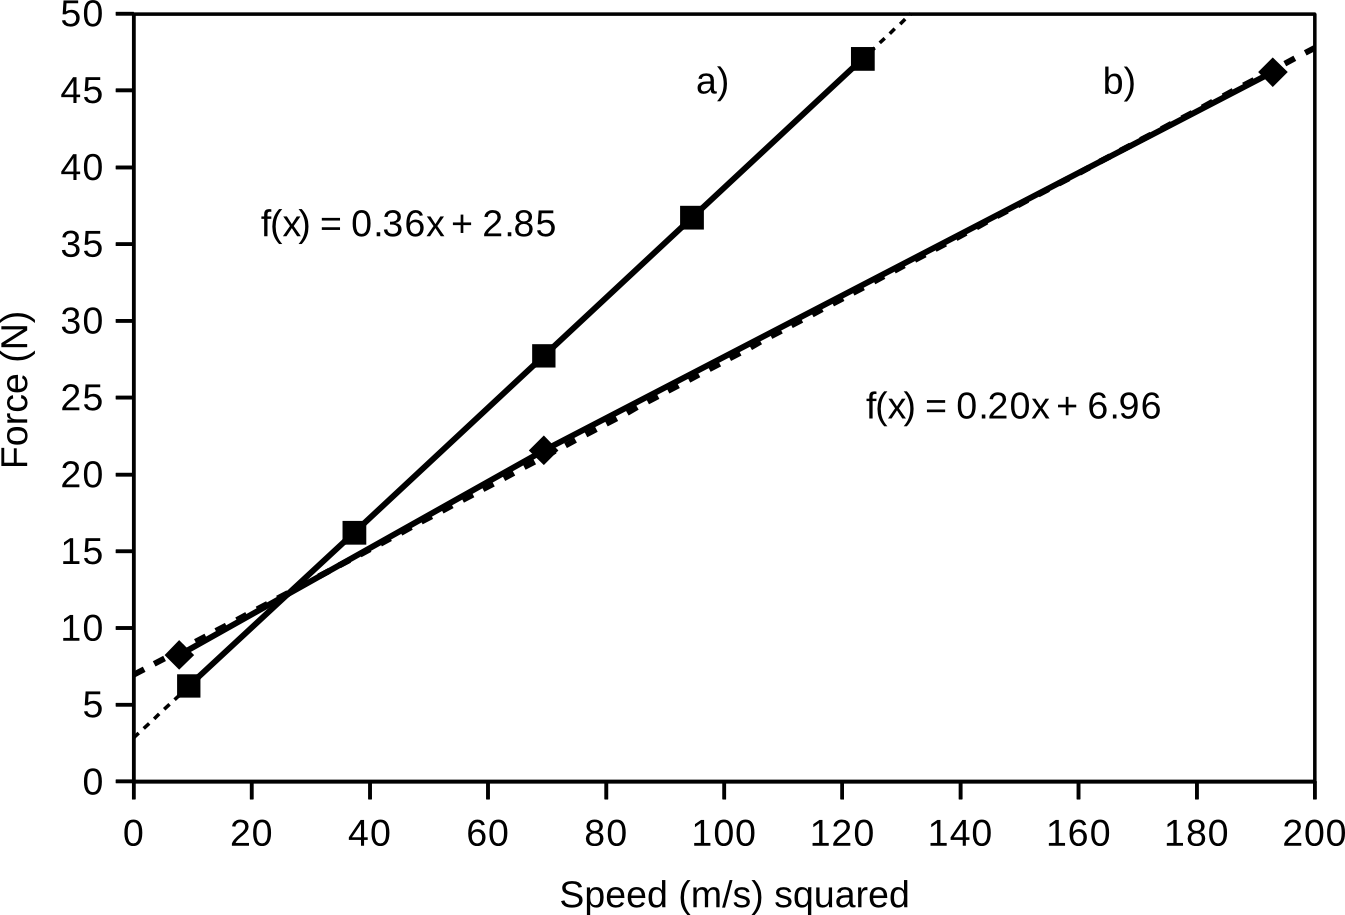 50
45
40
35
30
25
20
15
10
5
0
Force (N)
a)
b)
f(x) = 0.36x + 2.85
f(x) = 0.20x + 6.96
0 20 40 60 80 100 120 140 160 180 200
Speed (m/s) squared